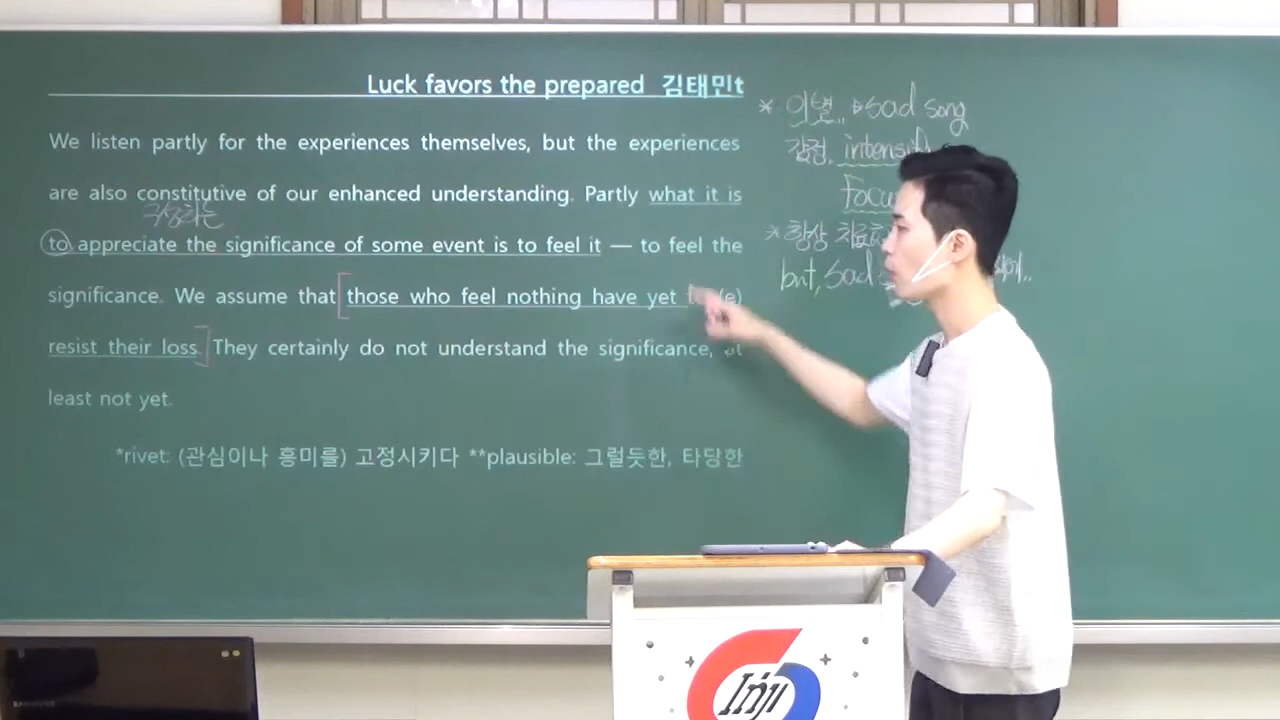 Luck favors the prepared 김태민t
We listen partly for the experiences themselves, but the experiences
are also constitutive of our enhanced understanding. Partly what it is
구성하는
to appreciate the significance of some event is to feel it — to feel the
significance. We assume that those who feel nothing have yet (e)
resist their loss. They certainly do not understand the significance, at
least not yet.
*rivet: (관심이나 흥미를) 고정시키다 **plausible: 그럴듯한, 타당한
* 이별.. sad song
감정. intensi
Focu
* 항상 치료
but, sad
Inji
SAMSUNG